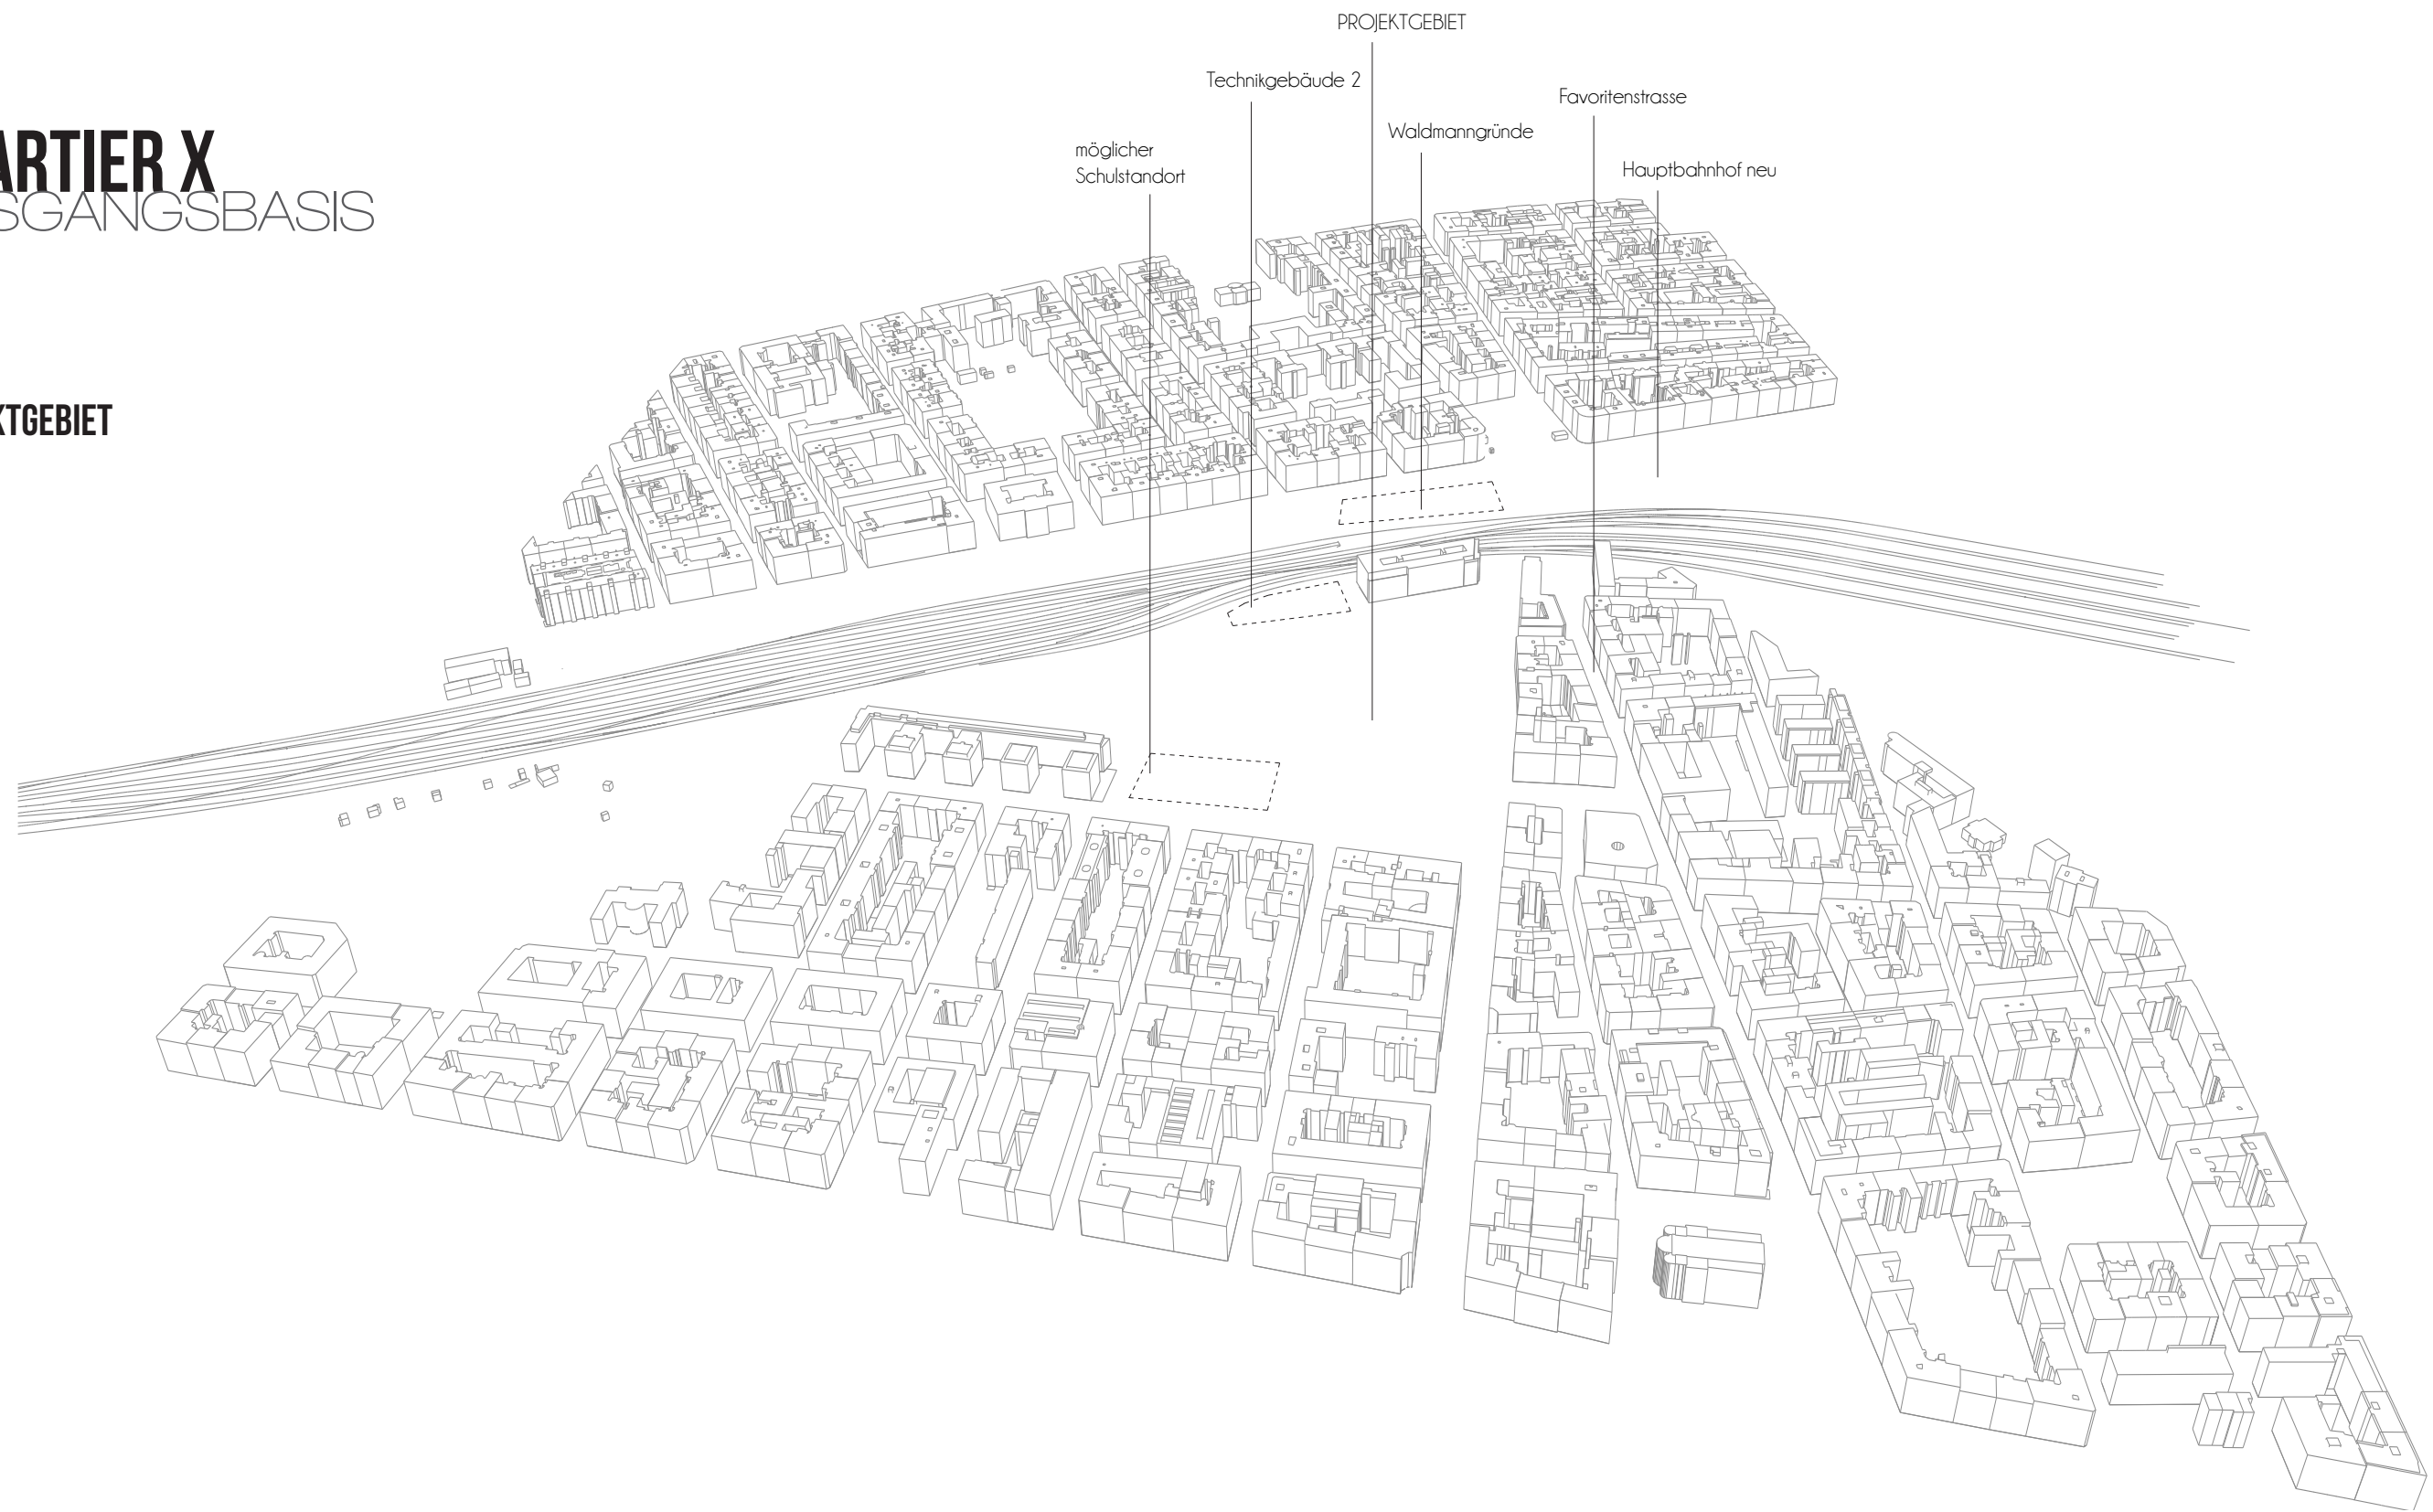 ARTIER X
SGANGSBASIS
KTGEBIET
PROJEKTGEBIET
Technikgebäude 2
Favoritenstrasse
Waldmanngründe
möglicher
Schulstandort
Hauptbahnhof neu